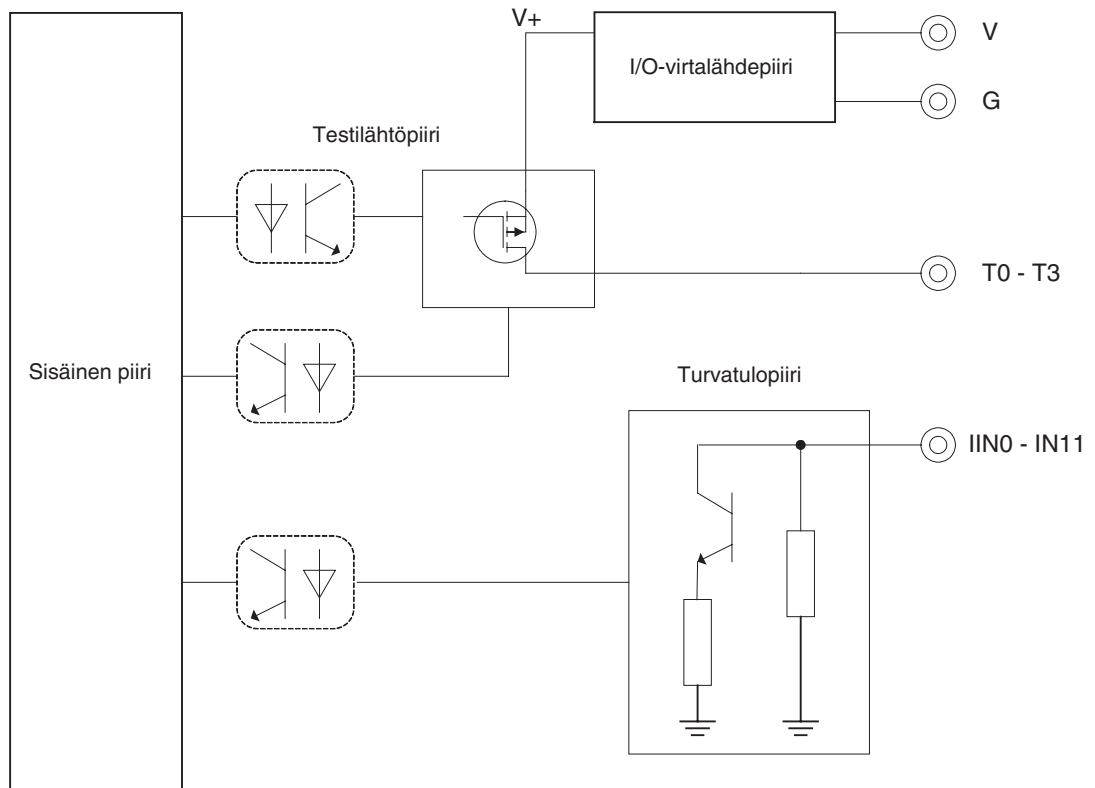 V+
V
I/O-virtalähdepiiri
G
Testilähtöpiiri
T0 - T3
Sisäinen piiri
Turvatulopiiri
IIN0 - IN11